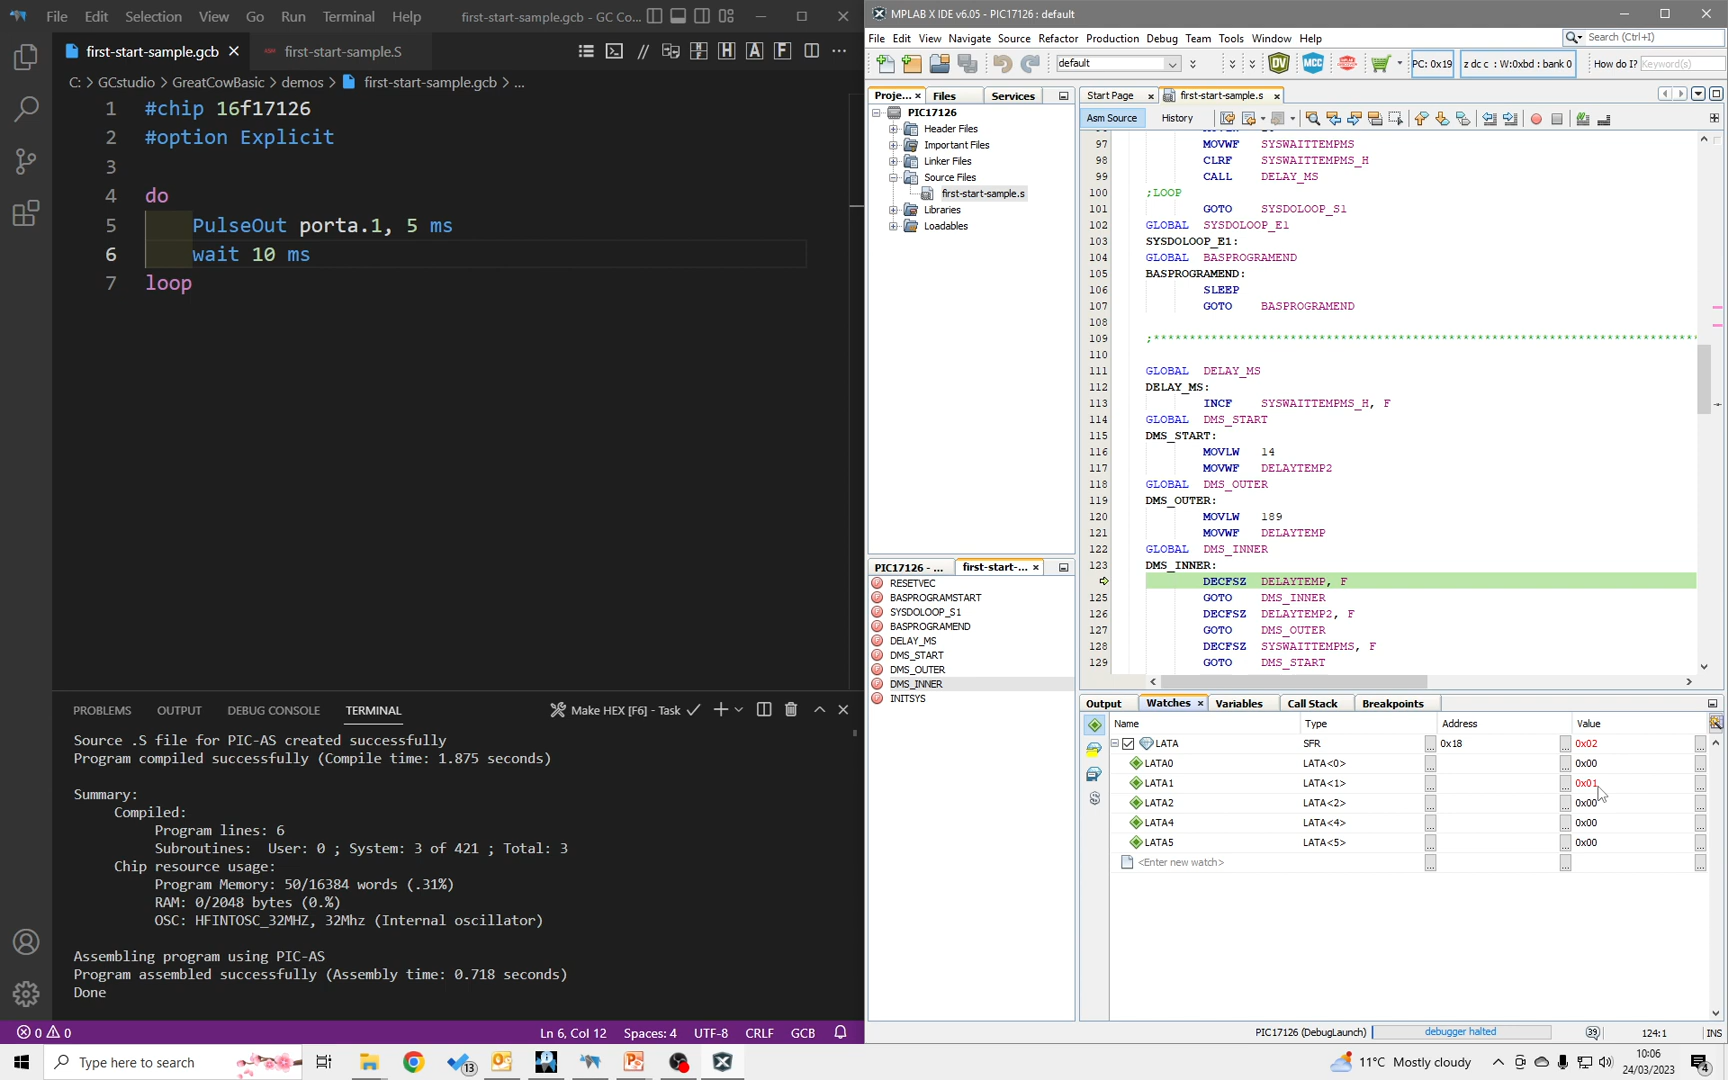 File Edit Selection View Go Run Terminal Help first-start-sample.gcb - GC Co...
first-start-sample.gcb first-start-sample.S
C: > GCstudio > GreatCowBasic > demos > first-start-sample.gcb > ...
1 #chip 16f17126
2 #option Explicit
3
4 do
5 PulseOut porta.1, 5 ms
6 wait 10 ms
7 loop
PROBLEMS OUTPUT DEBUG CONSOLE TERMINAL Make HEX [F6] - Task
Source .S file for PIC-AS created successfully
Program compiled successfully (Compile time: 1.875 seconds)
Summary:
Compiled:
Program lines: 6
Subroutines: User: 0 ; System: 3 of 421 ; Total: 3
Chip resource usage:
Program Memory: 50/16384 words (.31%)
RAM: 0/2048 bytes (0.%)
OSC: HFINTOSC_32MHZ, 32Mhz (Internal oscillator)
Assembling program using PIC-AS
Program assembled successfully (Assembly time: 0.718 seconds)
Done
0 0 Ln 6, Col 12 Spaces: 4 UTF-8 CRLF GCB
MPLAB X IDE v6.05 - PIC17126 : default
File Edit View Navigate Source Refactor Production Debug Team Tools Window Help Search (Ctrl+I)
default DV MCC PC: 0x19 z dc c : W:0xbd : bank 0 How do I? Keyword(s)
Proje... Files Services
PIC17126
Header Files
Important Files
Linker Files
Source Files
first-start-sample.s
Libraries
Loadables
PIC17126 - ... first-start-...
RESETVEC
BASPROGRAMSTART
SYSDOLOOP_S1
BASPROGRAMEND
DELAY_MS
DMS_START
DMS_OUTER
DMS_INNER
INITSYS
Start Page first-start-sample.s
Asm Source History
97 MOVWF SYSWAITTEMPMS
98 CLRF SYSWAITTEMPMS_H
99 CALL DELAY_MS
100 ;LOOP
101 GOTO SYSDOLOOP_S1
102 GLOBAL SYSDOLOOP_E1
103 SYSDOLOOP_E1:
104 GLOBAL BASPROGRAMEND
105 BASPROGRAMEND:
106 SLEEP
107 GOTO BASPROGRAMEND
108
109 ;********************************************************************************
110
111 GLOBAL DELAY_MS
112 DELAY_MS:
113 INCF SYSWAITTEMPMS_H, F
114 GLOBAL DMS_START
115 DMS_START:
116 MOVLW 14
117 MOVWF DELAYTEMP2
118 GLOBAL DMS_OUTER
119 DMS_OUTER:
120 MOVLW 189
121 MOVWF DELAYTEMP
122 GLOBAL DMS_INNER
123 DMS_INNER:
DECFSZ DELAYTEMP, F
125 GOTO DMS_INNER
126 DECFSZ DELAYTEMP2, F
127 GOTO DMS_OUTER
128 DECFSZ SYSWAITTEMPMS, F
129 GOTO DMS_START
Output Watches Variables Call Stack Breakpoints
Name Type Address Value
LATA SFR ... 0x18 ... 0x02 ...
LATA0 LATA<0> ... ... 0x00 ...
LATA1 LATA<1> ... ... 0x01 ...
LATA2 LATA<2> ... ... 0x00 ...
LATA4 LATA<4> ... ... 0x00 ...
LATA5 LATA<5> ... ... 0x00 ...
<Enter new watch> ... ... ...
PIC17126 (DebugLaunch) debugger halted 39 124:1 INS
Type here to search 13 11°C Mostly cloudy 10:06
24/03/2023 4